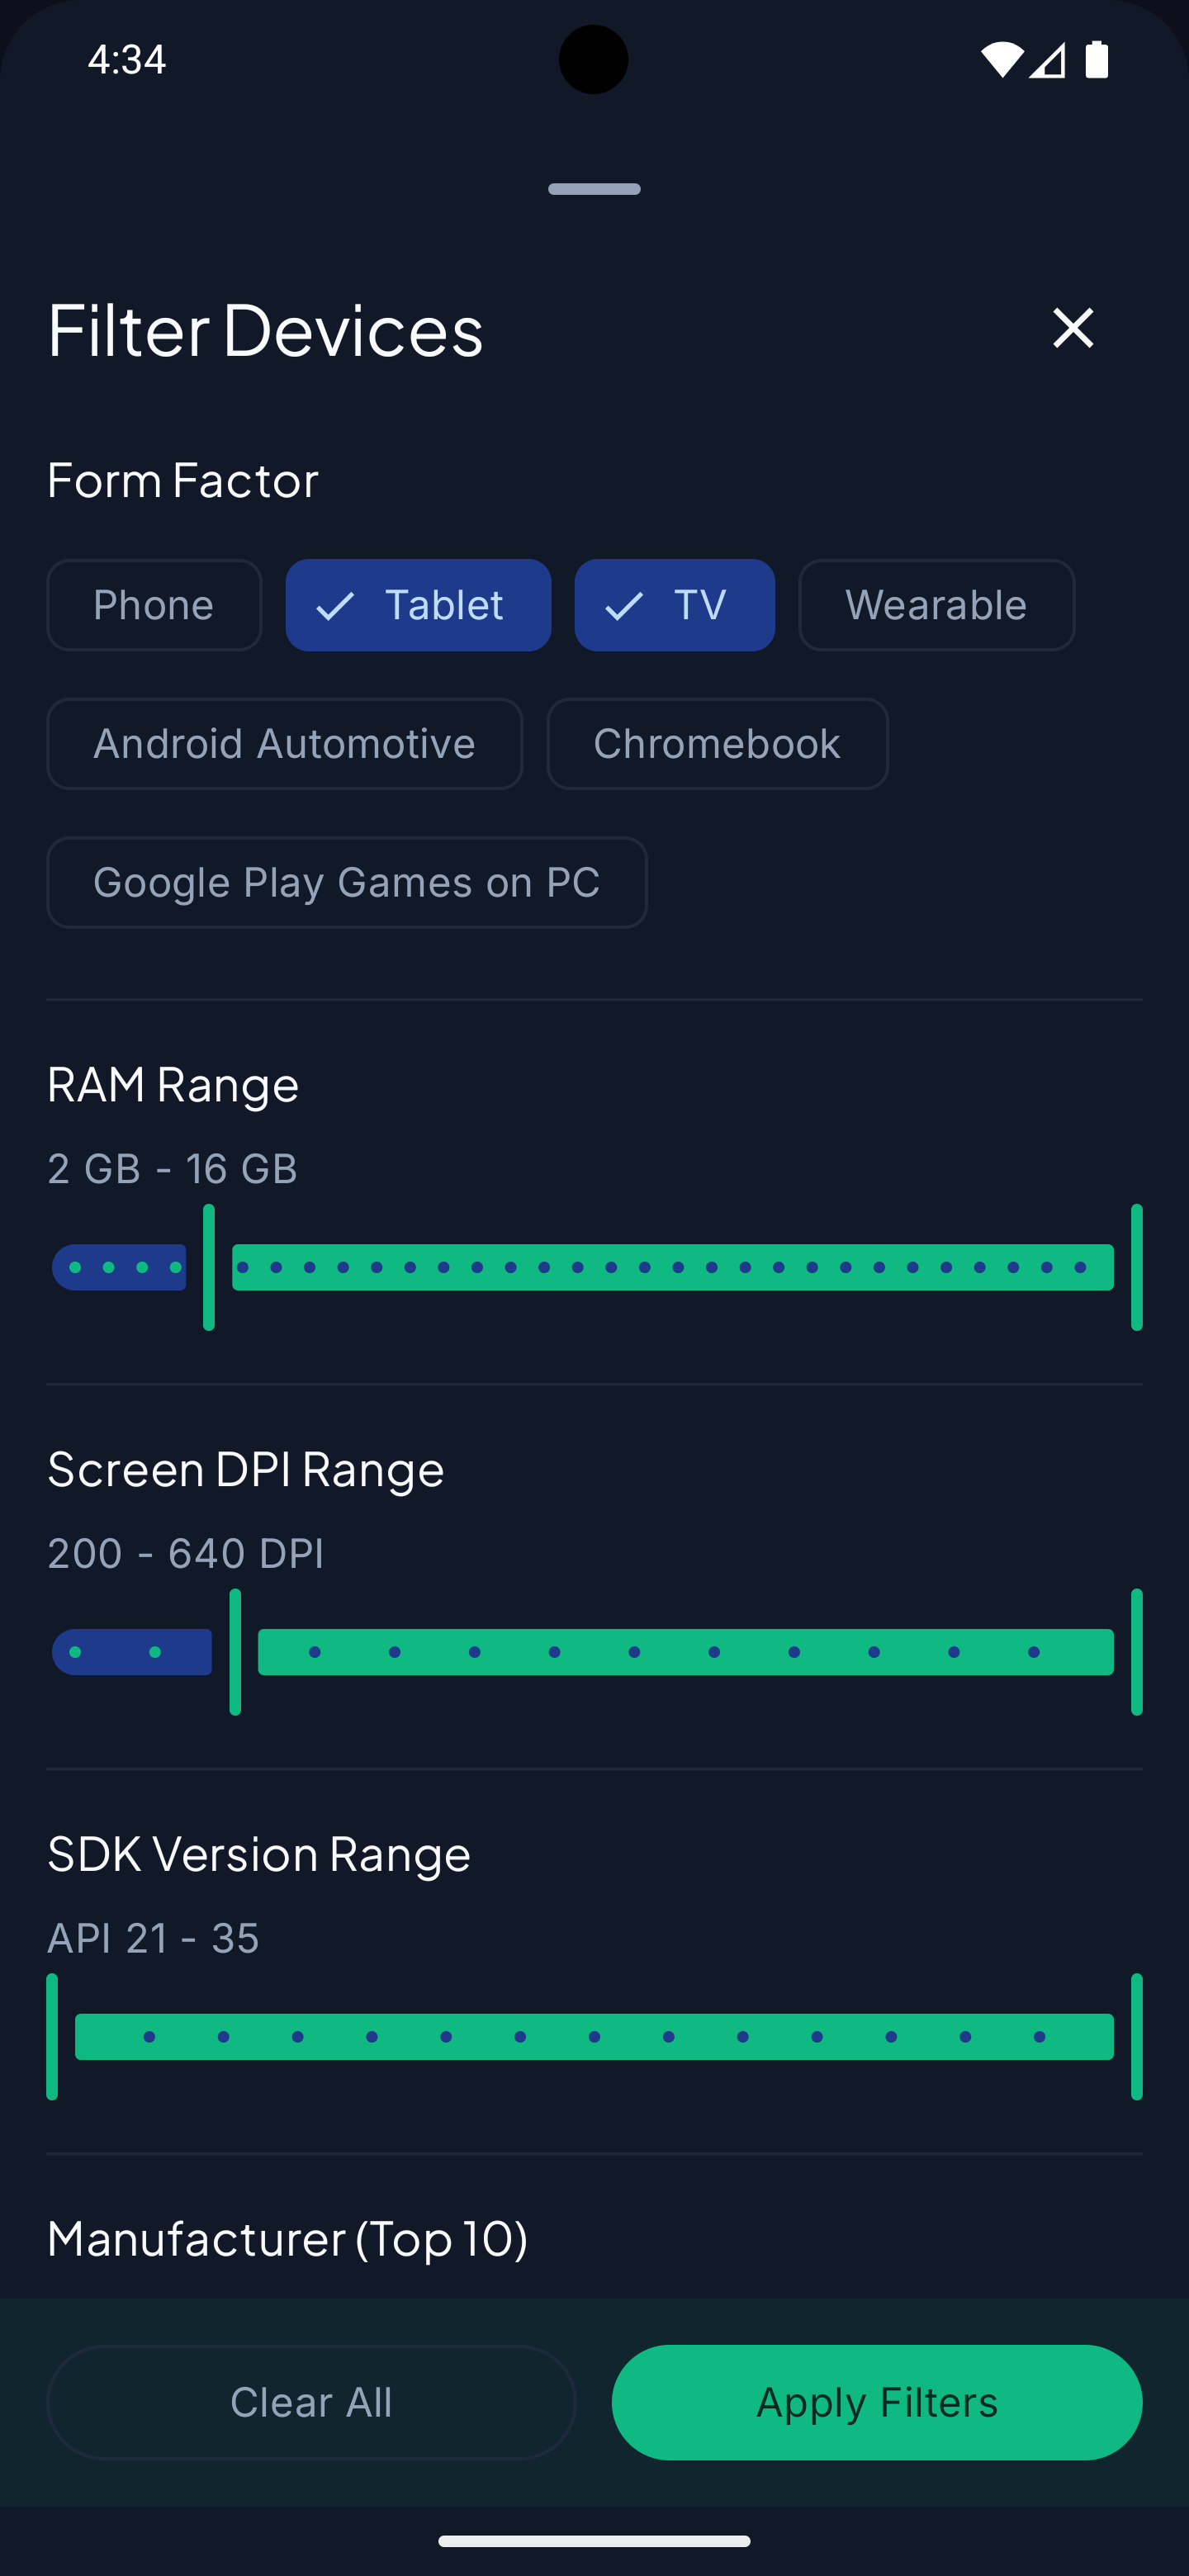 4:34
Filter Devices
Form Factor
Phone Tablet TV Wearable
Android Automotive Chromebook
Google Play Games on PC
RAM Range
2 GB - 16 GB
Screen DPI Range
200 - 640 DPI
SDK Version Range
API 21 - 35
Manufacturer (Top 10)
Clear All Apply Filters